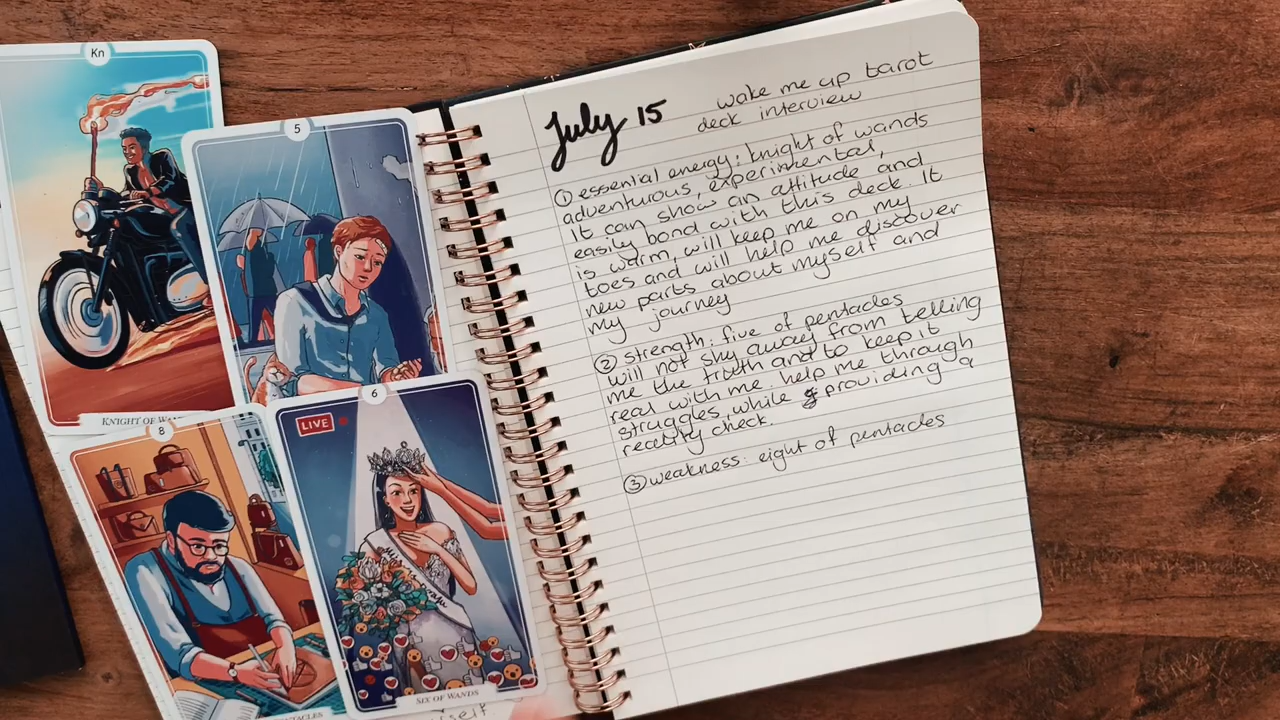 Kn
KNIGHT OF
5
8
PENTACLES
6
LIVE
SIX OF WANDS
self
July 15
wake me up tarot
deck interview
① essential energy: knight of wands
adventurous, experimental,
It can show an attitude and
easily bond with this deck. It
is warm, will keep me on my
toes and will help me discover
new parts about myself and
my journey
② strength: five of pentacles
will not shy away from telling
me the truth and to keep it
real with me. help me through
struggles, while providing a
reality check.
③ weakness: eight of pentacles